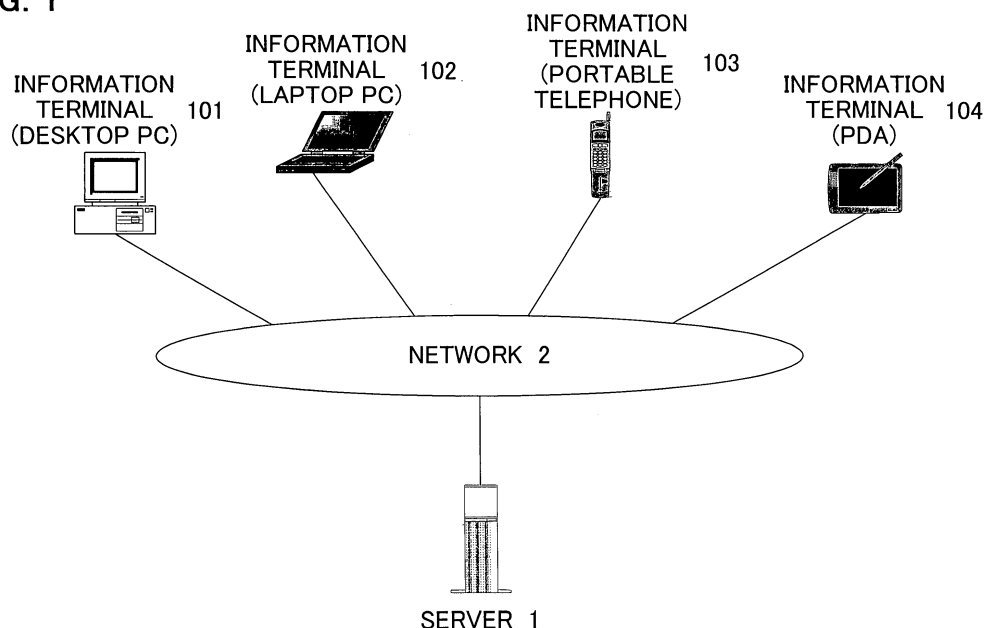 G. 1
INFORMATION
TERMINAL
(DESKTOP PC)
101
INFORMATION
TERMINAL
(LAPTOP PC)
102
INFORMATION
TERMINAL
(PORTABLE
TELEPHONE)
103
INFORMATION
TERMINAL
(PDA)
104
NETWORK 2
SERVER 1